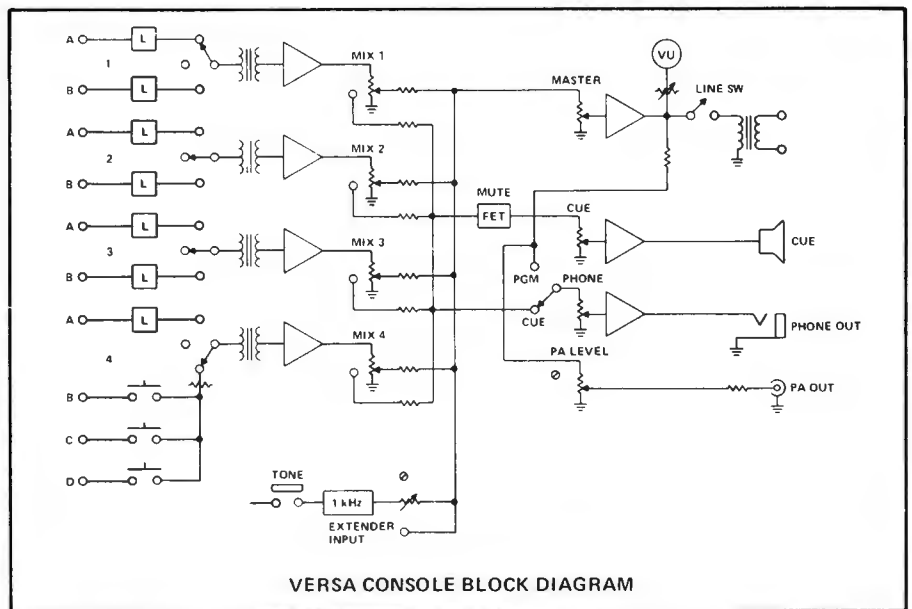 A L
1
B L
A L
2
B L
A L
3
B L
A L
4
B
C
D
MIX 1
MIX 2
MIX 3
MIX 4
TONE
1 kHz
EXTENDER
INPUT
MASTER
VU
LINE SW
MUTE
FET
CUE
CUE
PGM
PHONE
CUE
PHONE OUT
PA LEVEL
PA OUT
VERSA CONSOLE BLOCK DIAGRAM